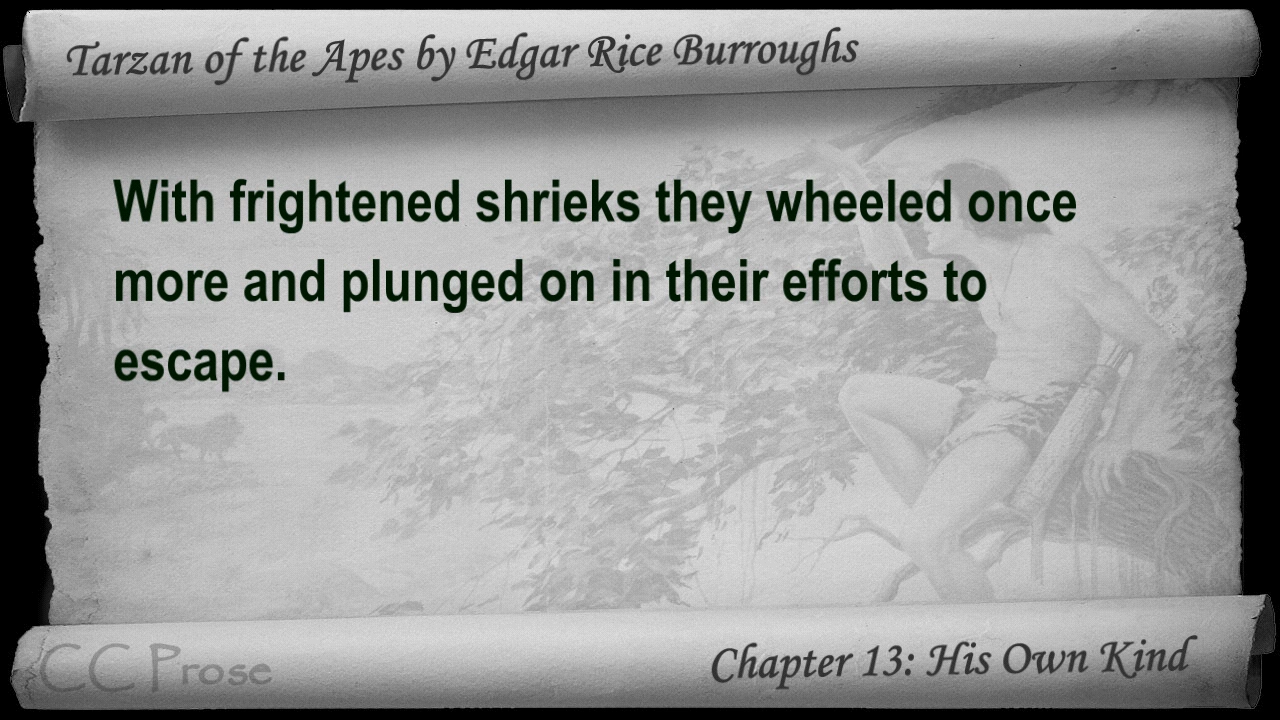 Tarzan of the Apes by Edgar Rice Burroughs
With frightened shrieks they wheeled once
more and plunged on in their efforts to
escape.
CC Prose
Chapter 13: His Own Kind